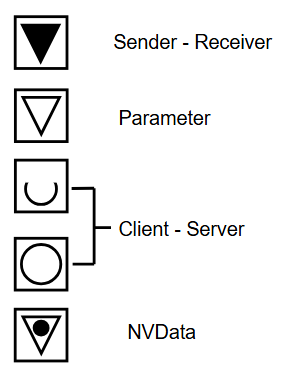 Sender - Receiver
Parameter
Client - Server
NVData